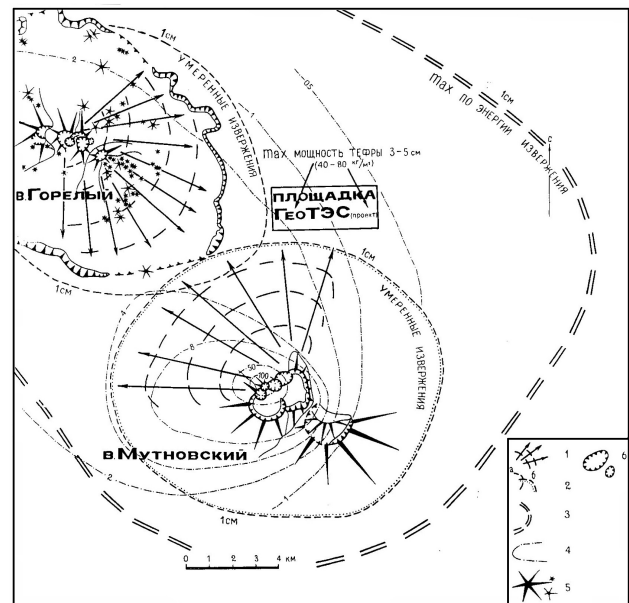 1см
УМЕРЕННЫЕ ИЗВЕРЖЕНИЯ
2
1
05
1см
max ПО ЭНЕРГИИ ИЗВЕРЖЕНИЯ
с
max МОЩНОСТЬ ТЕФРЫ 3-5 см
(40-80 кг/м²)
В.ГОРЕЛЫЙ
ПЛОЩАДКА
ГеоТЭС (проект)
1см
1см
УМЕРЕННЫЕ ИЗВЕРЖЕНИЯ
4
8
50
100
В.МУТНОВСКИЙ
2
1
1см
0 1 2 3 4 км
1
6
а б
2
3
4
5